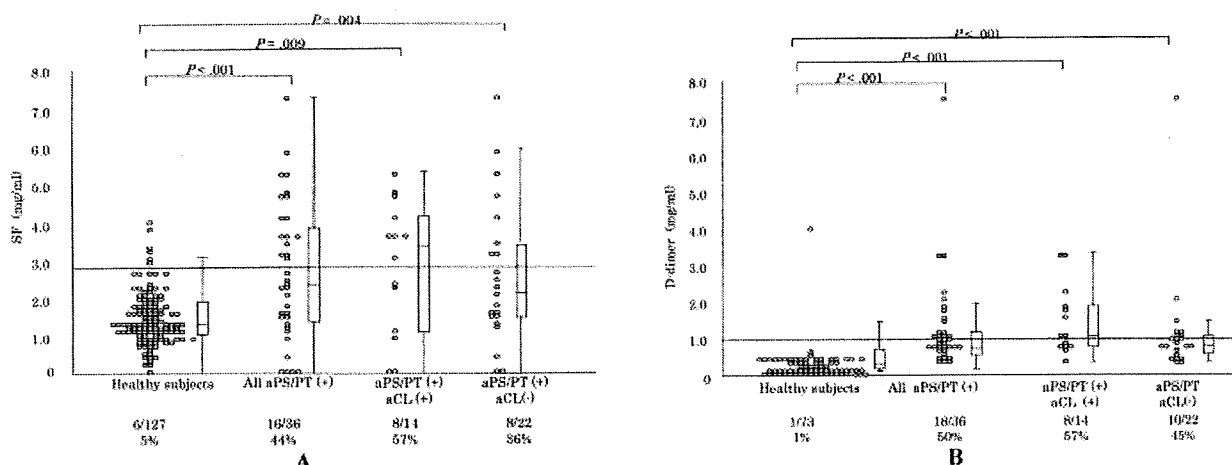 P= .004
P= .009
P< .001
8.0
7.0
6.0
5.0
4.0
3.0
2.0
1.0
0
SF (mg/ml)
Healthy subjects
All aPS/PT (+)
aPS/PT (+)
aCL (+)
aPS/PT (+)
aCL(-)
6/127
5%
16/36
44%
8/14
57%
8/22
36%
A
P< .001
P< .001
P< .001
8.0
7.0
6.0
5.0
4.0
3.0
2.0
1.0
0
D-dimer (mg/ml)
Healthy subjects
All aPS/PT (+)
aPS/PT (+)
aCL (+)
aPS/PT
aCL(-)
1/73
1%
18/36
50%
8/14
57%
10/22
45%
B